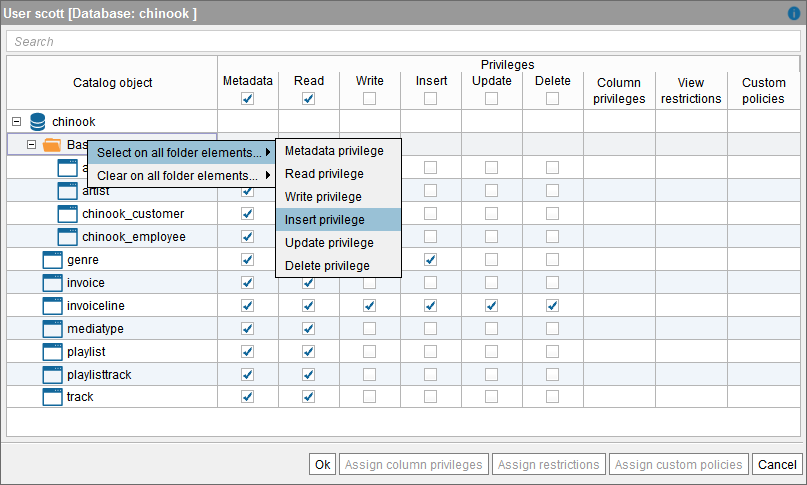 User scott [Database: chinook ]
Search
Catalog object
Privileges
Metadata Read Write Insert Update Delete
Column privileges
View restrictions
Custom policies
chinook
Bas
Select on all folder elements...
Clear on all folder elements...
Metadata privilege
Read privilege
Write privilege
Insert privilege
Update privilege
Delete privilege
a
artist
chinook_customer
chinook_employee
genre
invoice
invoiceline
mediatype
playlist
playlisttrack
track
Ok Assign column privileges Assign restrictions Assign custom policies Cancel